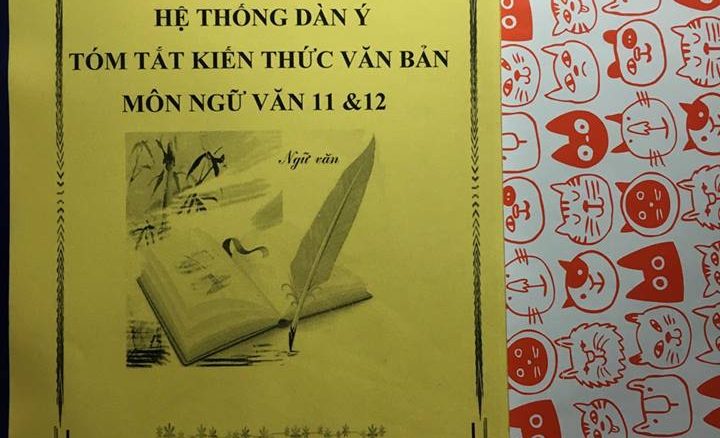 HỆ THỐNG DÀN Ý
TÓM TẮT KIẾN THỨC VĂN BẢN
MÔN NGỮ VĂN 11 &12
Ngữ văn